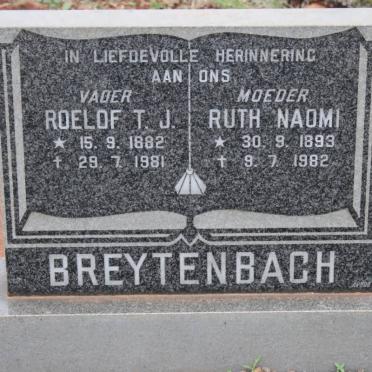 IN LIEFDEVOLLE HERINNERING
AAN ONS
VADER
ROELOF T. J.
★ 15. 9. 1882
† 29. 7. 1981
MOEDER
RUTH NAOMI
★ 30. 9. 1893
† 9. 7. 1982
BREYTENBACH